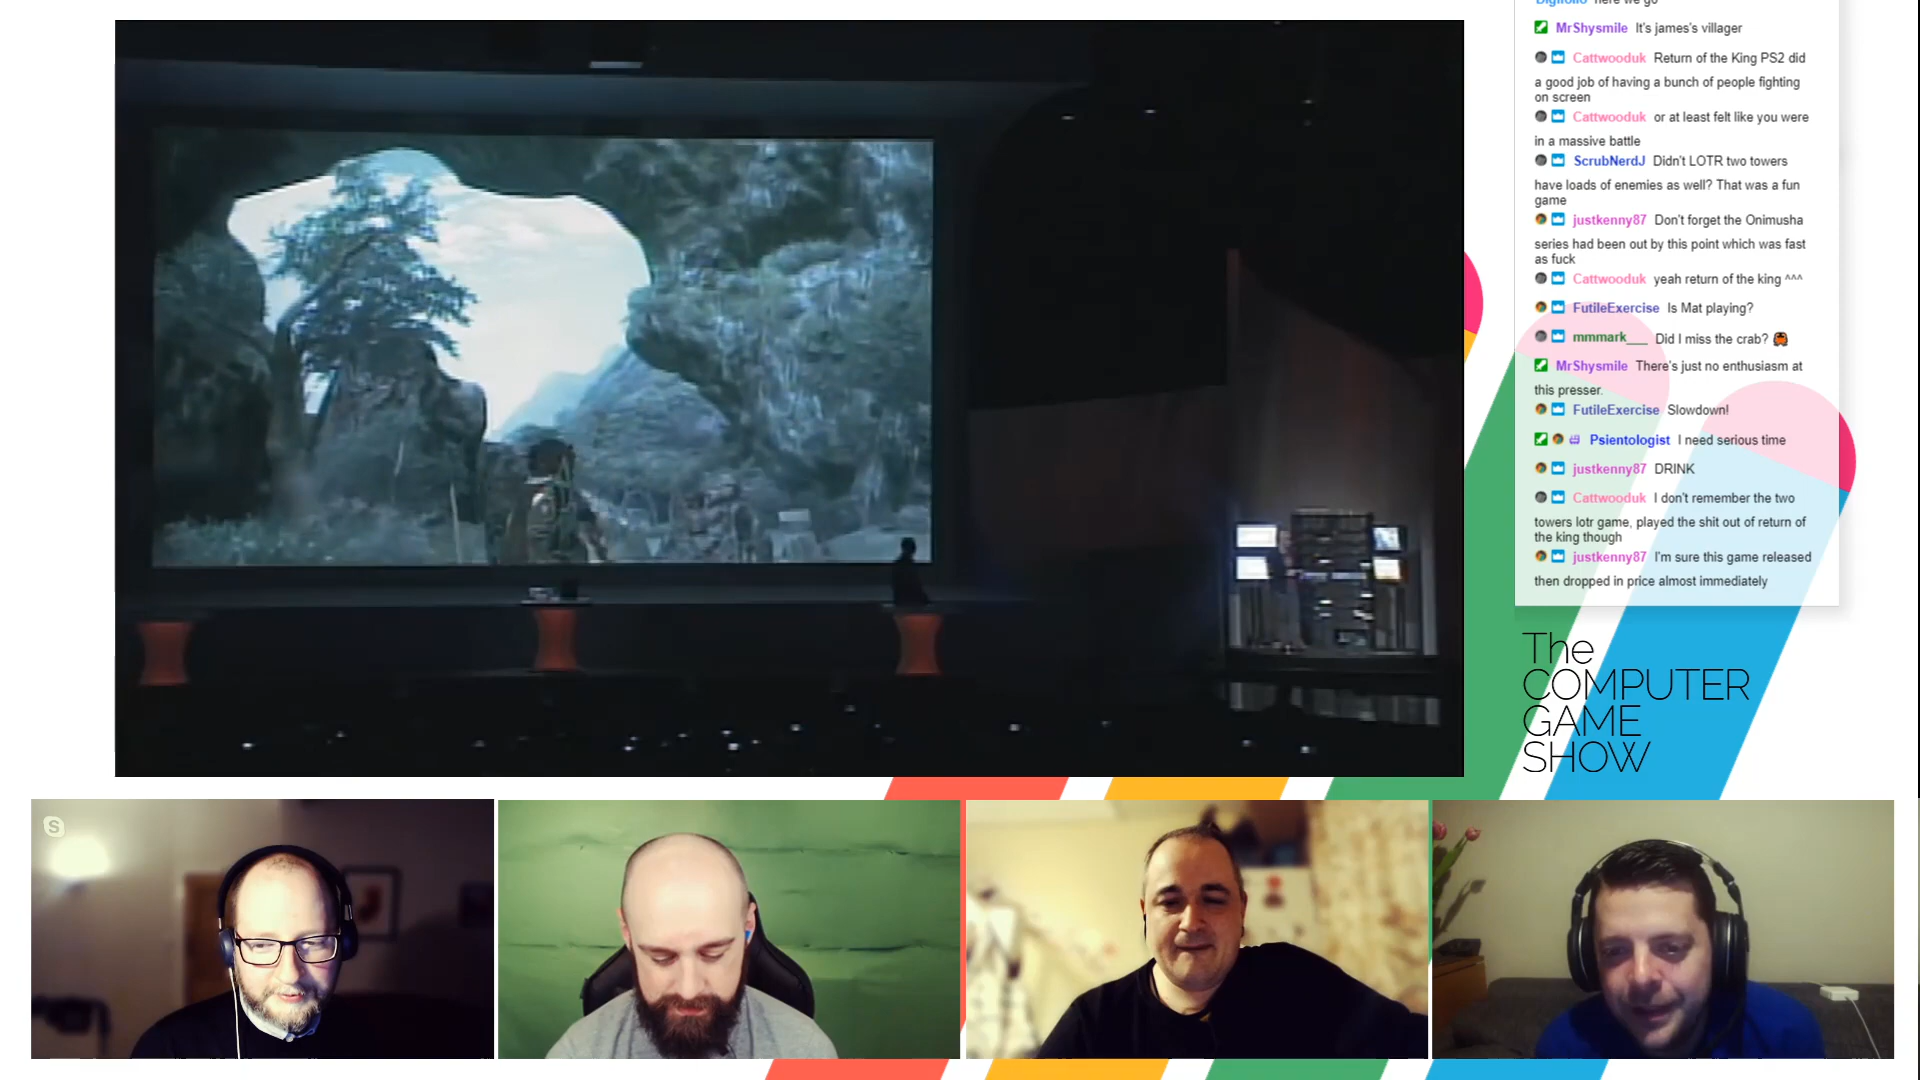 Digifolio here we go
MrShysmile It's james's villager
Cattwooduk Return of the King PS2 did
a good job of having a bunch of people fighting
on screen
Cattwooduk or at least felt like you were
in a massive battle
ScrubNerdJ Didn't LOTR two towers
have loads of enemies as well? That was a fun
game
justkenny87 Don't forget the Onimusha
series had been out by this point which was fast
as fuck
Cattwooduk yeah return of the king ^^^
FutileExercise Is Mat playing?
mmmark___ Did I miss the crab?
MrShysmile There's just no enthusiasm at
this presser.
FutileExercise Slowdown!
Psientologist I need serious time
justkenny87 DRINK
Cattwooduk I don't remember the two
towers lotr game, played the shit out of return of
the king though
justkenny87 I'm sure this game released
then dropped in price almost immediately
The
COMPUTER
GAME
SHOW
S